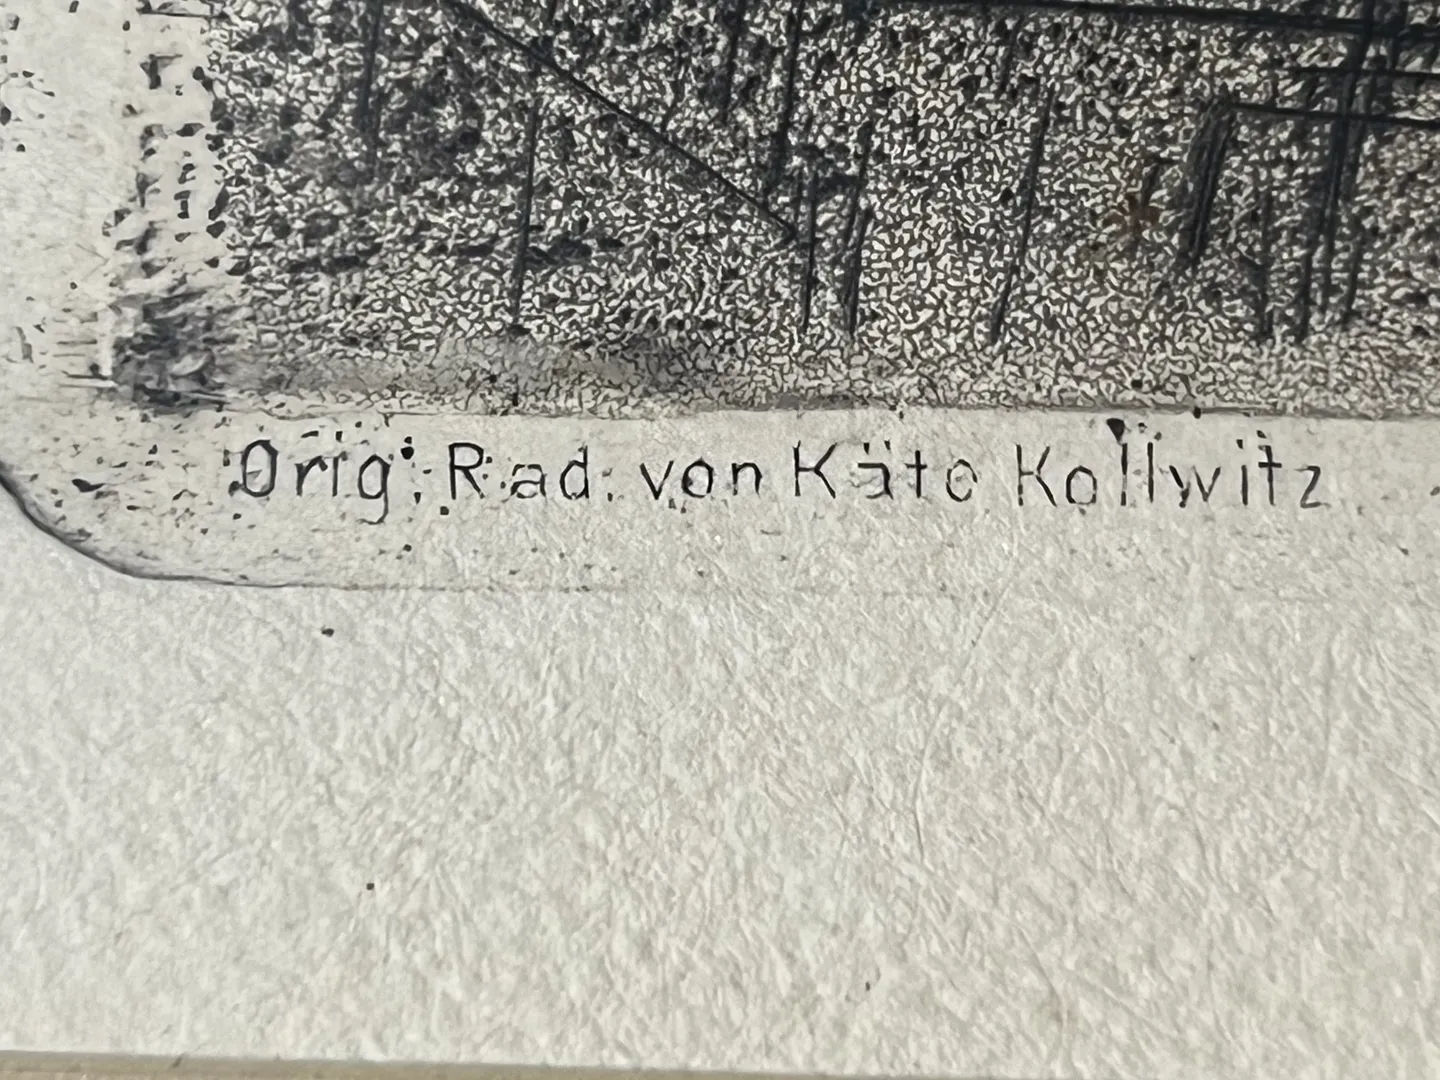 Orig. Rad. von Käte Kollwitz